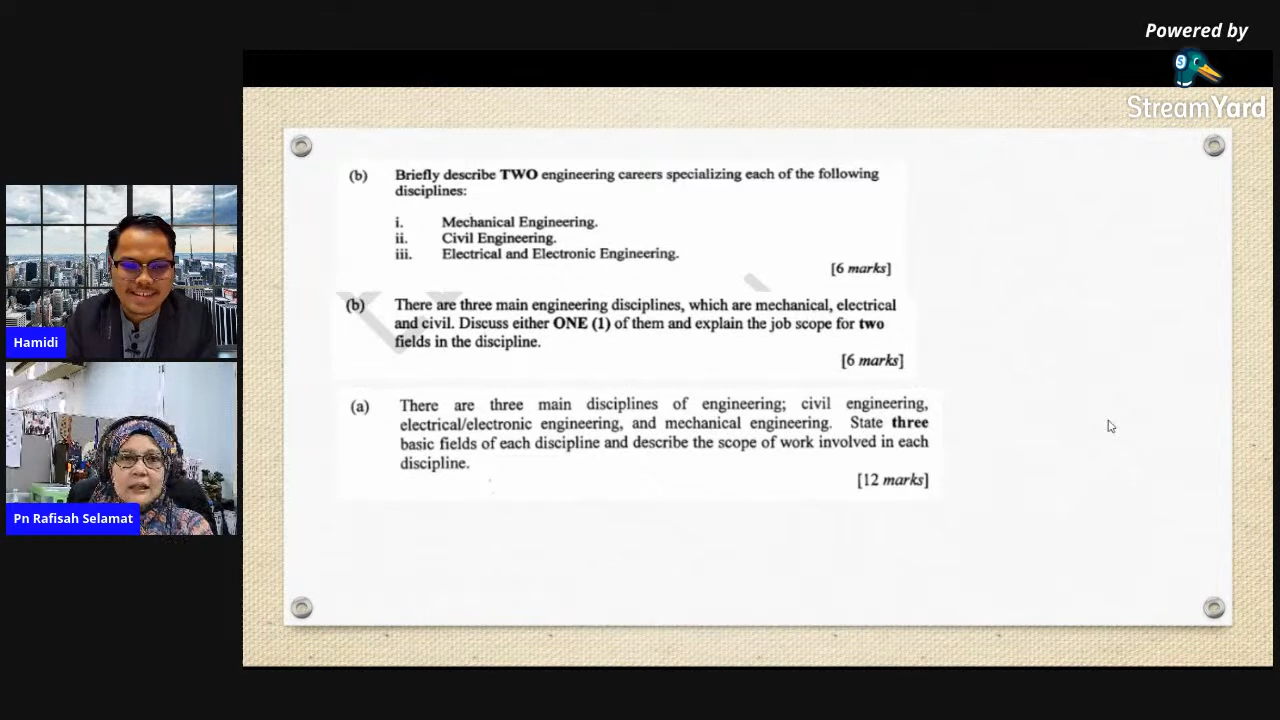 Powered by
StreamYard
(b) Briefly describe TWO engineering careers specializing each of the following
disciplines:
i. Mechanical Engineering.
ii. Civil Engineering.
iii. Electrical and Electronic Engineering.
[6 marks]
(b) There are three main engineering disciplines, which are mechanical, electrical
and civil. Discuss either ONE (1) of them and explain the job scope for two
fields in the discipline.
[6 marks]
(a) There are three main disciplines of engineering; civil engineering,
electrical/electronic engineering, and mechanical engineering. State three
basic fields of each discipline and describe the scope of work involved in each
discipline.
[12 marks]
Hamidi
Pn Rafisah Selamat